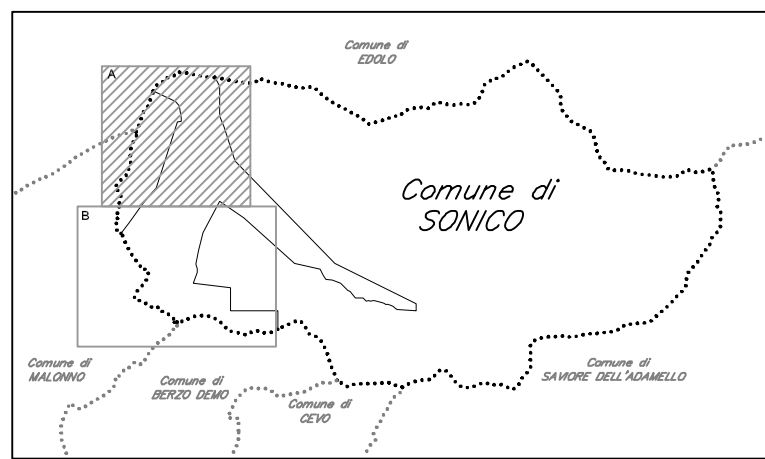 Comune di
EDOLO
A
Comune di
SONICO
B
Comune di
MALONNO
Comune di
BERZO DEMO
Comune di
CEVO
Comune di
SAVIORE DELL'ADAMELLO